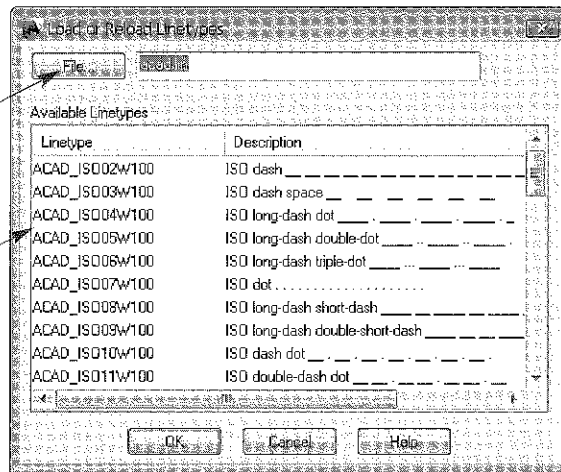 Load or Reload Linetypes
File...
Available Linetypes
Linetype Description
ACAD_ISO02W100 ISO dash
ACAD_ISO03W100 ISO dash space
ACAD_ISO04W100 ISO long-dash dot
ACAD_ISO05W100 ISO long-dash double-dot
ACAD_ISO06W100 ISO long-dash triple-dot
ACAD_ISO07W100 ISO dot
ACAD_ISO08W100 ISO long-dash short-dash
ACAD_ISO09W100 ISO long-dash double-short-dash
ACAD_ISO10W100 ISO dash dot
ACAD_ISO11W100 ISO double-dash dot
OK Cancel Help